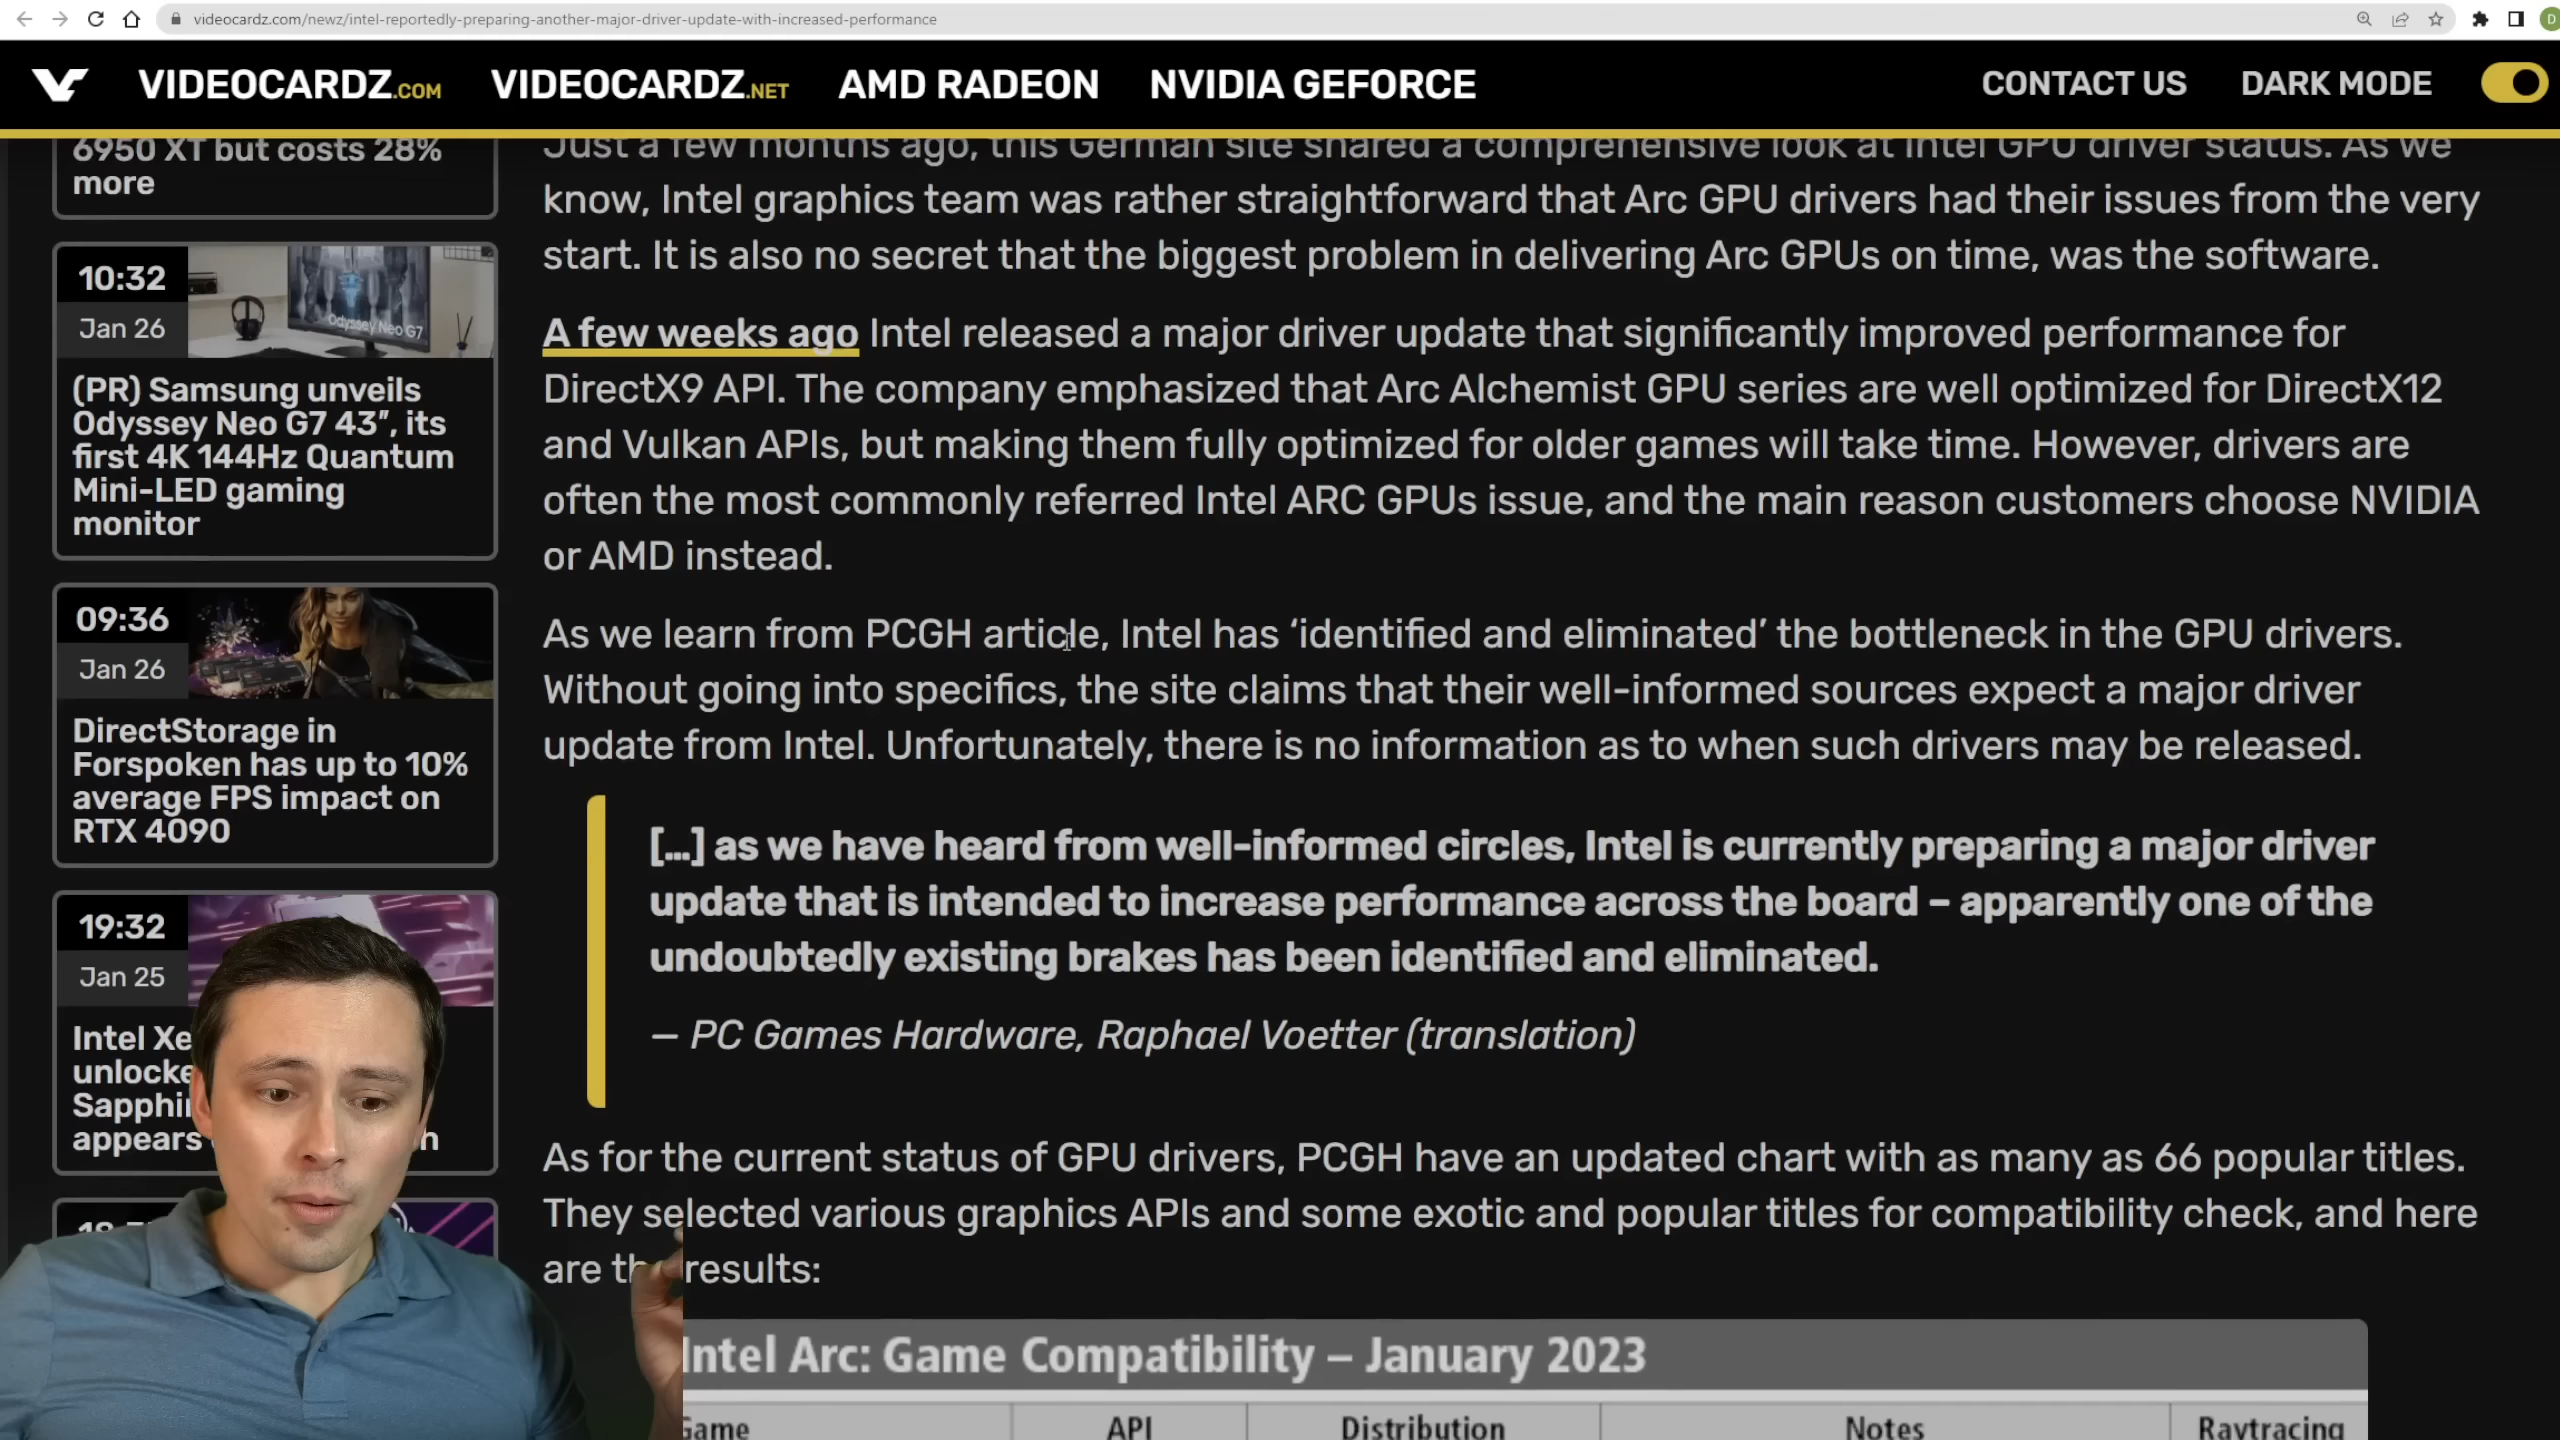 videocardz.com/newz/intel-reportedly-preparing-another-major-driver-update-with-increased-performance
D
VIDEOCARDZ.COM VIDEOCARDZ.NET AMD RADEON NVIDIA GEFORCE CONTACT US DARK MODE
6950 XT but costs 28%
more
10:32
Jan 26
Odyssey Neo G7
(PR) Samsung unveils
Odyssey Neo G7 43”, its
first 4K 144Hz Quantum
Mini-LED gaming
monitor
09:36
Jan 26
DirectStorage in
Forspoken has up to 10%
average FPS impact on
RTX 4090
19:32
Jan 25
Intel Xe
unlocke
Sapphi
appears
Just a few months ago, this German site shared a comprehensive look at Intel GPU driver status. As we
know, Intel graphics team was rather straightforward that Arc GPU drivers had their issues from the very
start. It is also no secret that the biggest problem in delivering Arc GPUs on time, was the software.
A few weeks ago Intel released a major driver update that significantly improved performance for
DirectX9 API. The company emphasized that Arc Alchemist GPU series are well optimized for DirectX12
and Vulkan APIs, but making them fully optimized for older games will take time. However, drivers are
often the most commonly referred Intel ARC GPUs issue, and the main reason customers choose NVIDIA
or AMD instead.
As we learn from PCGH article, Intel has ‘identified and eliminated’ the bottleneck in the GPU drivers.
Without going into specifics, the site claims that their well-informed sources expect a major driver
update from Intel. Unfortunately, there is no information as to when such drivers may be released.
[…] as we have heard from well-informed circles, Intel is currently preparing a major driver
update that is intended to increase performance across the board – apparently one of the
undoubtedly existing brakes has been identified and eliminated.
— PC Games Hardware, Raphael Voetter (translation)
As for the current status of GPU drivers, PCGH have an updated chart with as many as 66 popular titles.
They selected various graphics APIs and some exotic and popular titles for compatibility check, and here
are the results:
Intel Arc: Game Compatibility – January 2023
Game API Distribution Notes Raytracing